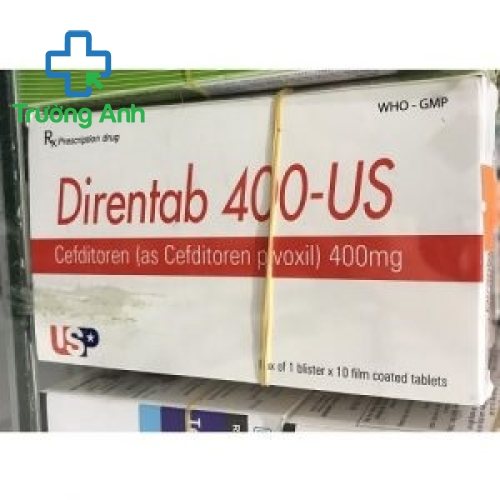 Trường Anh
WHO - GMP
Rx Prescription drug
Direntab 400-US
Cefditoren (as Cefditoren pivoxil) 400mg
USP
Box of 1 blister x 10 film coated tablets